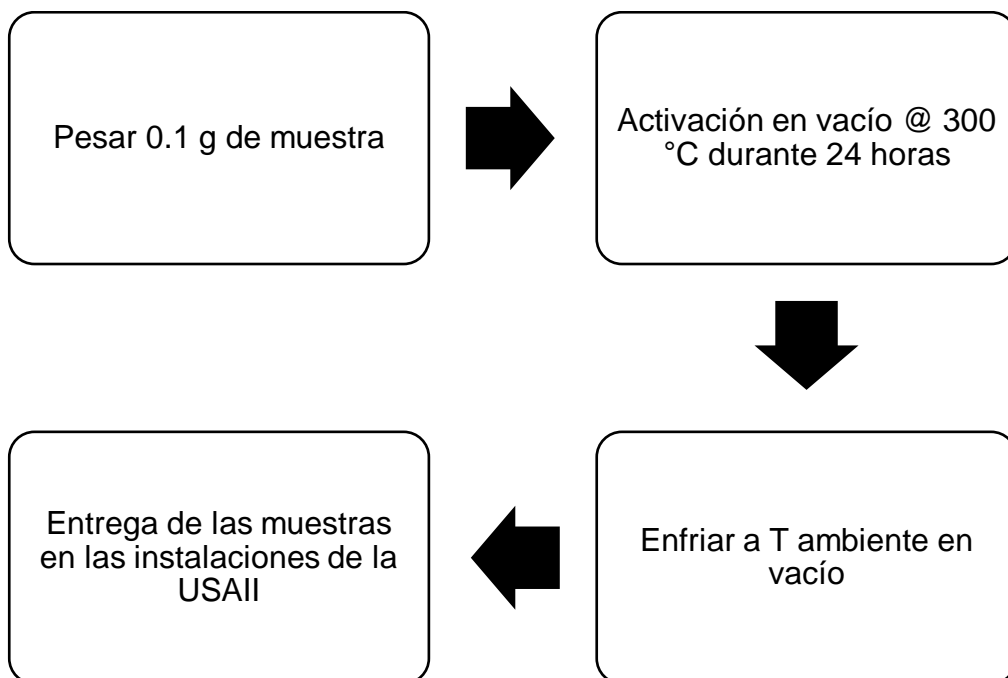 Pesar 0.1 g de muestra
Activación en vacío @ 300
°C durante 24 horas
Enfriar a T ambiente en
vacío
Entrega de las muestras
en las instalaciones de la
USAII